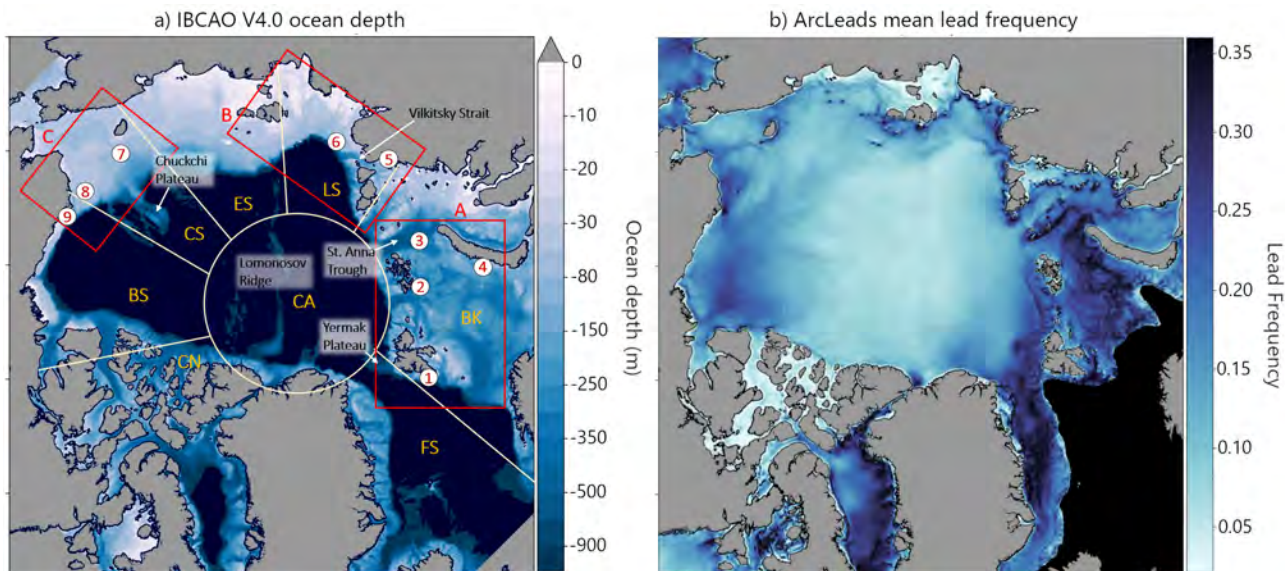 a) IBCAO V4.0 ocean depth
b) ArcLeads mean lead frequency
B
Vilkitsky Strait
C
6
5
7
Chuckchi
Plateau
8
LS
ES
A
9
CS
3
St. Anna
Trough
4
Lomonosov
Ridge
2
BS
CA
BK
Yermak
Plateau
CN
1
FS
0
-10
-20
-30
-80
-150
-250
-350
-500
-900
Ocean depth (m)
0.35
0.30
0.25
0.20
0.15
0.10
0.05
Lead Frequency